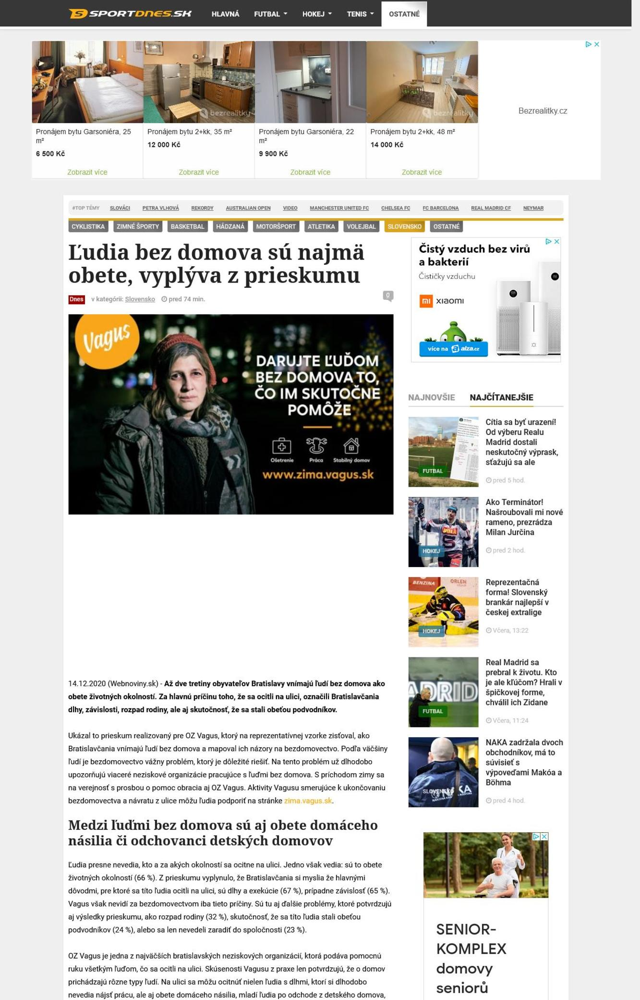 SPORTDNES.SK
HLAVNÁ
FUTBAL
HOKEJ
TENIS
OSTATNÉ
bezrealitky
bezrealitky
Pronájem bytu Garsoniéra, 25
m²
6 500 Kč
Zobrazit více
Pronájem bytu 2+kk, 35 m²
12 000 Kč
Zobrazit více
Pronájem bytu Garsoniéra, 22
m²
9 900 Kč
Zobrazit více
Pronájem bytu 2+kk, 48 m²
14 000 Kč
Zobrazit více
Bezrealitky.cz
#TOP TÉMY SLOVÁCI PETRA VLHOVÁ REKORDY AUSTRALIAN OPEN VIDEO MANCHESTER UNITED FC CHELSEA FC FC BARCELONA REAL MADRID CF NEYMAR
CYKLISTIKA ZIMNÉ ŠPORTY BASKETBAL HÁDZANÁ MOTORŠPORT ATLETIKA VOLEJBAL SLOVENSKO OSTATNÉ
Ľudia bez domova sú najmä
obete, vyplýva z prieskumu
Dnes v kategórii: Slovensko pred 74 min.
0
Vagus
DARUJTE ĽUĎOM
BEZ DOMOVA TO,
ČO IM SKUTOČNE
POMÔŽE
Ošetrenie Práca Stabilný domov
www.zima.vagus.sk
14.12.2020 (Webnoviny.sk) - Až dve tretiny obyvateľov Bratislavy vnímajú ľudí bez domova ako
obete životných okolností. Za hlavnú príčinu toho, že sa ocitli na ulici, označili Bratislavčania
dlhy, závislosti, rozpad rodiny, ale aj skutočnosť, že sa stali obeťou podvodníkov.
Ukázal to prieskum realizovaný pre OZ Vagus, ktorý na reprezentatívnej vzorke zisťoval, ako
Bratislavčania vnímajú ľudí bez domova a mapoval ich názory na bezdomovectvo. Podľa väčšiny
ľudí je bezdomovectvo vážny problém, ktorý je dôležité riešiť. Na tento problém už dlhodobo
upozorňujú viaceré neziskové organizácie pracujúce s ľuďmi bez domova. S príchodom zimy sa
na verejnosť s prosbou o pomoc obracia aj OZ Vagus. Aktivity Vagusu smerujúce k ukončovaniu
bezdomovectva a návratu z ulice môžu ľudia podporiť na stránke zima.vagus.sk.
Medzi ľuďmi bez domova sú aj obete domáceho
násilia či odchovanci detských domovov
Ľudia presne nevedia, kto a za akých okolností sa ocitne na ulici. Jedno však vedia: sú to obete
životných okolností (66 %). Z prieskumu vyplynulo, že Bratislavčania si myslia že hlavnými
dôvodmi, pre ktoré sa títo ľudia ocitli na ulici, sú dlhy a exekúcie (67 %), prípadne závislosť (65 %).
Vagus však nevidí za bezdomovectvom iba tieto príčiny. Sú tu aj ďalšie problémy, ktoré potvrdzujú
aj výsledky prieskumu, ako rozpad rodiny (32 %), skutočnosť, že sa títo ľudia stali obeťou
podvodníkov (24 %), alebo sa len nevedeli zaradiť do spoločnosti (23 %).
OZ Vagus je jedna z najväčších bratislavských neziskových organizácií, ktorá podáva pomocnú
ruku všetkým ľuďom, čo sa ocitli na ulici. Skúsenosti Vagusu z praxe len potvrdzujú, že o domov
prichádzajú rôzne typy ľudí. Na ulici sa môžu ocitnúť nielen ľudia s dlhmi, ktorí si dlhodobo
nevedia nájsť prácu, ale aj obete domáceho násilia, mladí ľudia po odchode z detského domova,
Čistý vzduch bez virů
a bakterií
Čističky vzduchu
mi xiaomi
více na alza.cz
NAJNOVŠIE NAJČÍTANEJŠIE
FUTBAL
Cítia sa byť urazení!
Od výberu Realu
Madrid dostali
neskutočný výprask,
sťažujú sa ale
pred 5 hod.
HOKEJ
Ako Terminátor!
Našroubovali mi nové
rameno, prezrádza
Milan Jurčina
pred 2 hod.
BENZINA ORLEN
HOKEJ
Reprezentačná
forma! Slovenský
brankár najlepší v
českej extralige
Včera, 13:22
ADRID
FUTBAL
Real Madrid sa
prebral k životu. Kto
je ale kľúčom? Hrali v
špičkovej forme,
chválil ich Zidane
Včera, 11:24
SLOVENSKO
NAKA
NAKA zadržala dvoch
obchodníkov, má to
súvisieť s
výpoveďami Makóa a
Böhma
pred 4 hod.
SENIOR-
KOMPLEX
domovy
seniorů